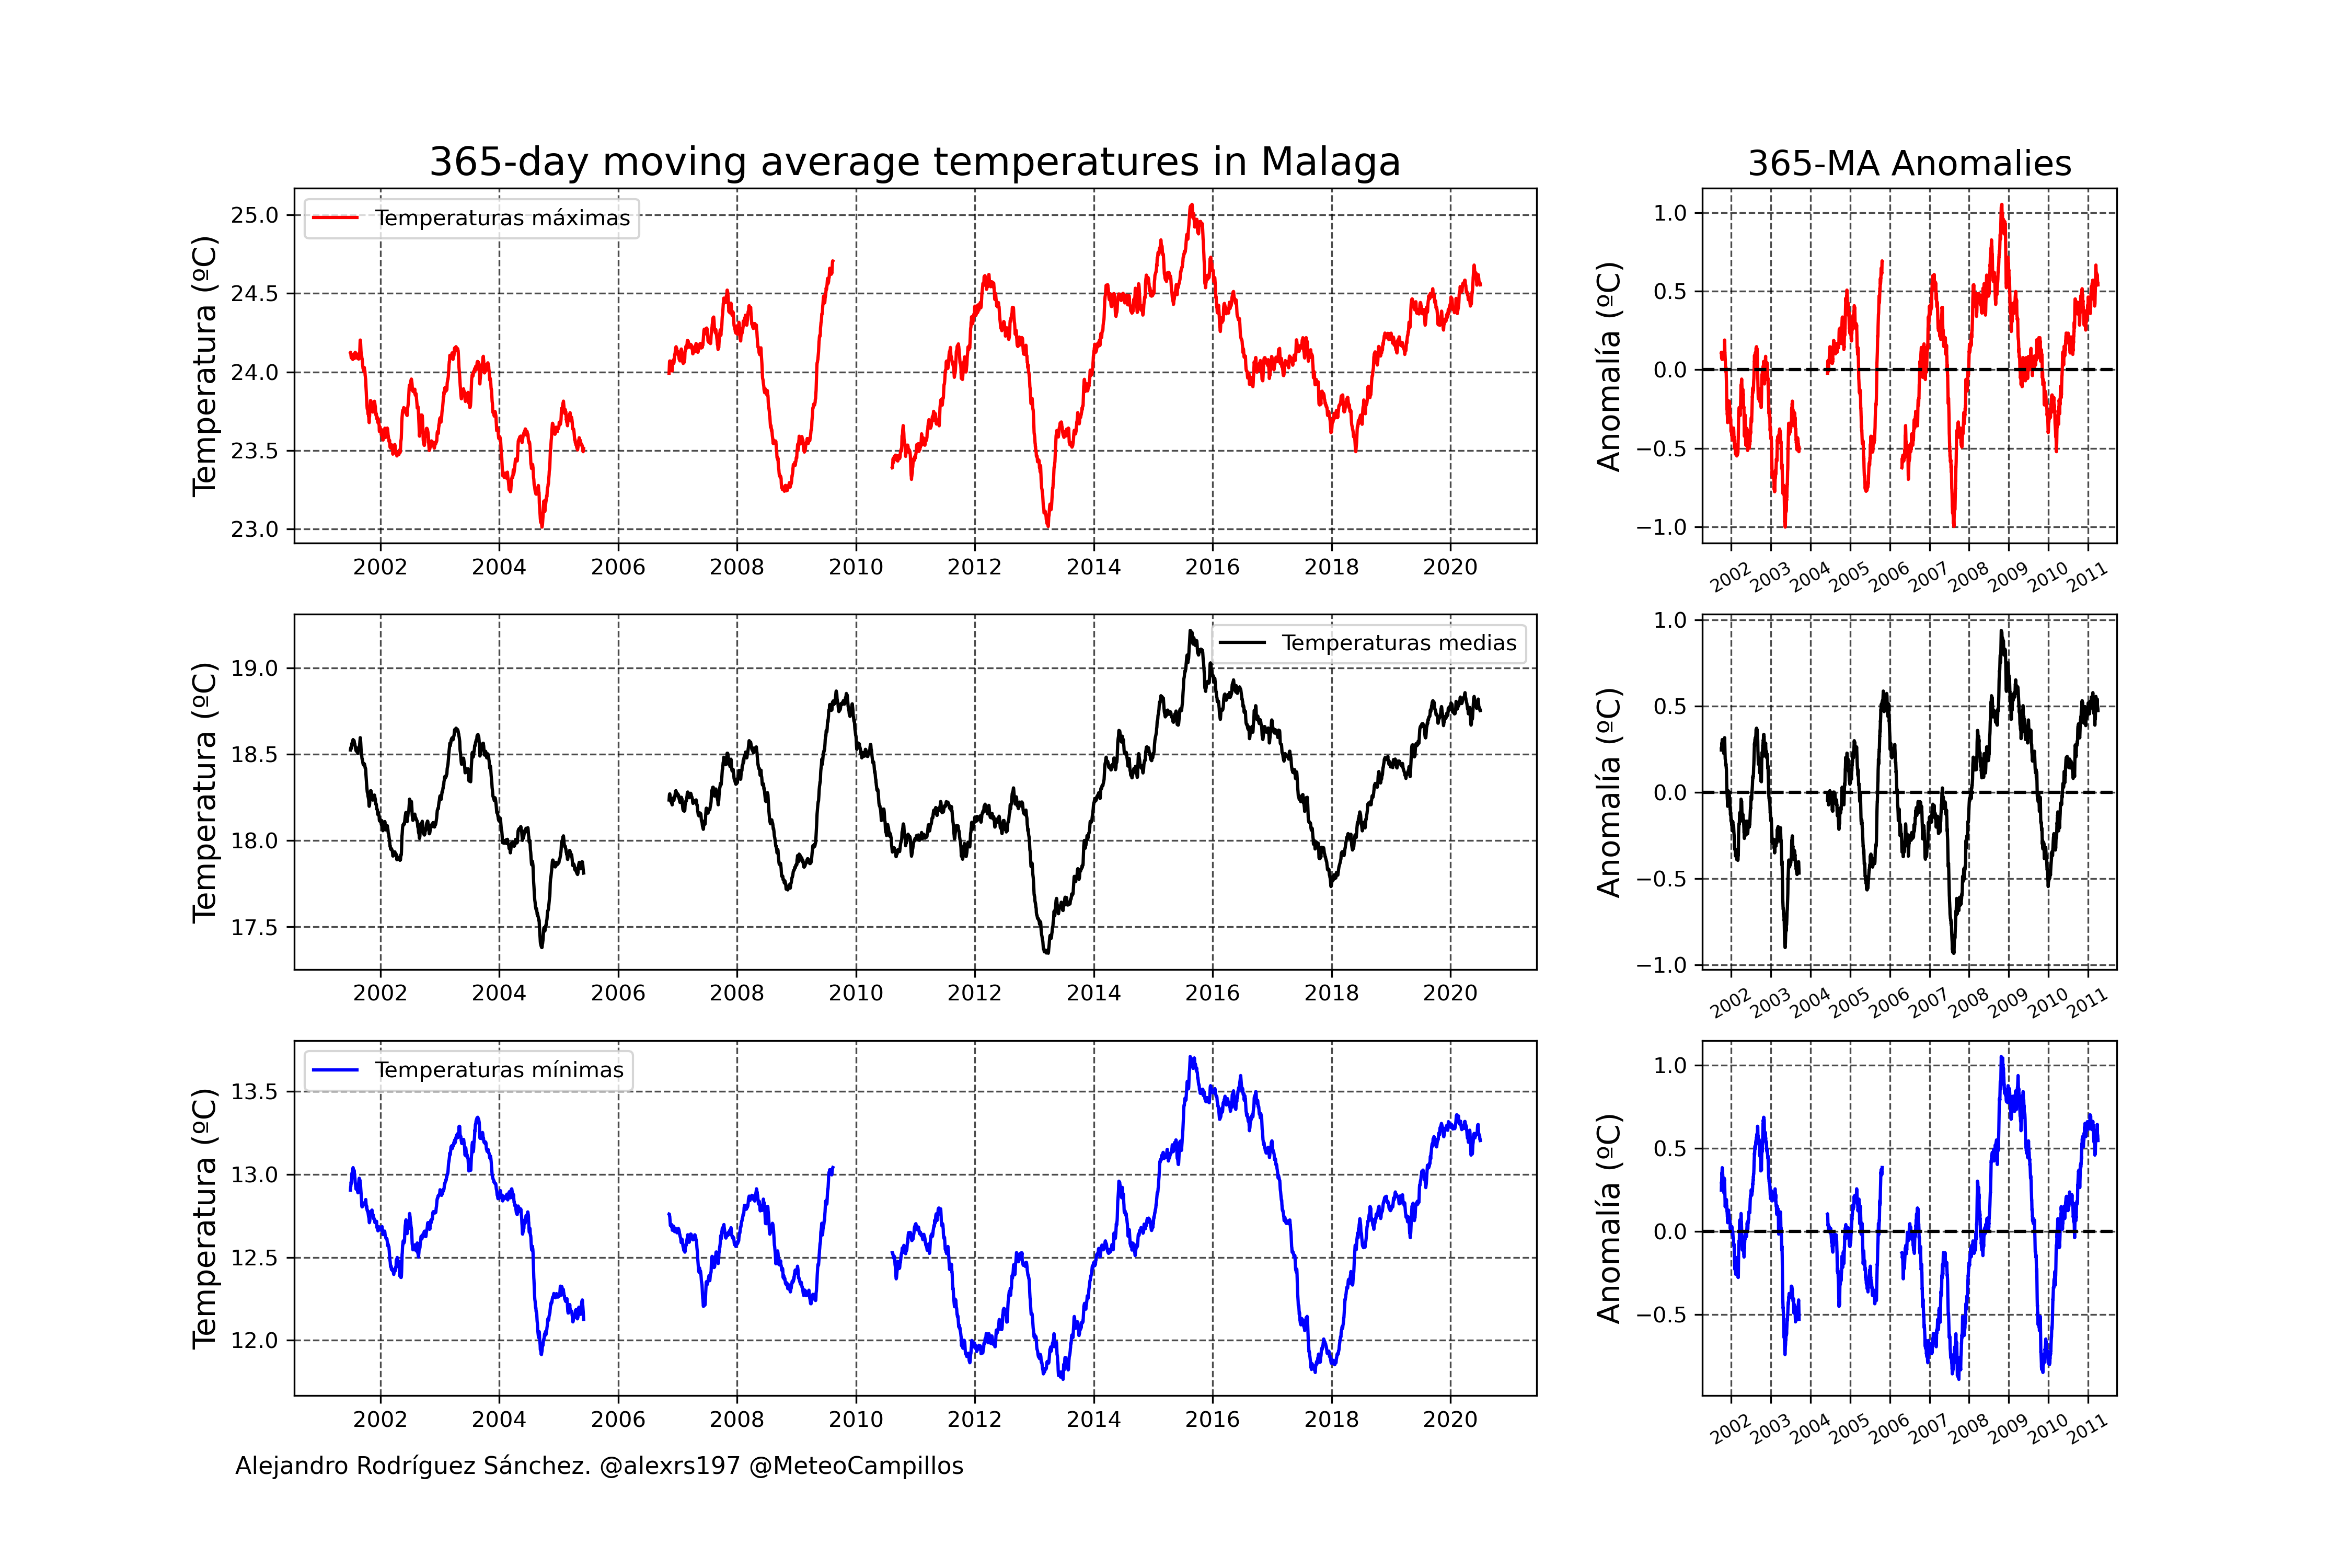 365-day moving average temperatures in Malaga
365-MA Anomalies
Temperatura (ºC)
25.0
24.5
24.0
23.5
23.0
Temperaturas máximas
2002 2004 2006 2008 2010 2012 2014 2016 2018 2020
Anomalía (ºC)
1.0
0.5
0.0
−0.5
−1.0
2002 2003 2004 2005 2006 2007 2008 2009 2010 2011
Temperatura (ºC)
19.0
18.5
18.0
17.5
Temperaturas medias
2002 2004 2006 2008 2010 2012 2014 2016 2018 2020
Anomalía (ºC)
1.0
0.5
0.0
−0.5
−1.0
2002 2003 2004 2005 2006 2007 2008 2009 2010 2011
Temperatura (ºC)
13.5
13.0
12.5
12.0
Temperaturas mínimas
2002 2004 2006 2008 2010 2012 2014 2016 2018 2020
Anomalía (ºC)
1.0
0.5
0.0
−0.5
2002 2003 2004 2005 2006 2007 2008 2009 2010 2011
Alejandro Rodríguez Sánchez. @alexrs197 @MeteoCampillos